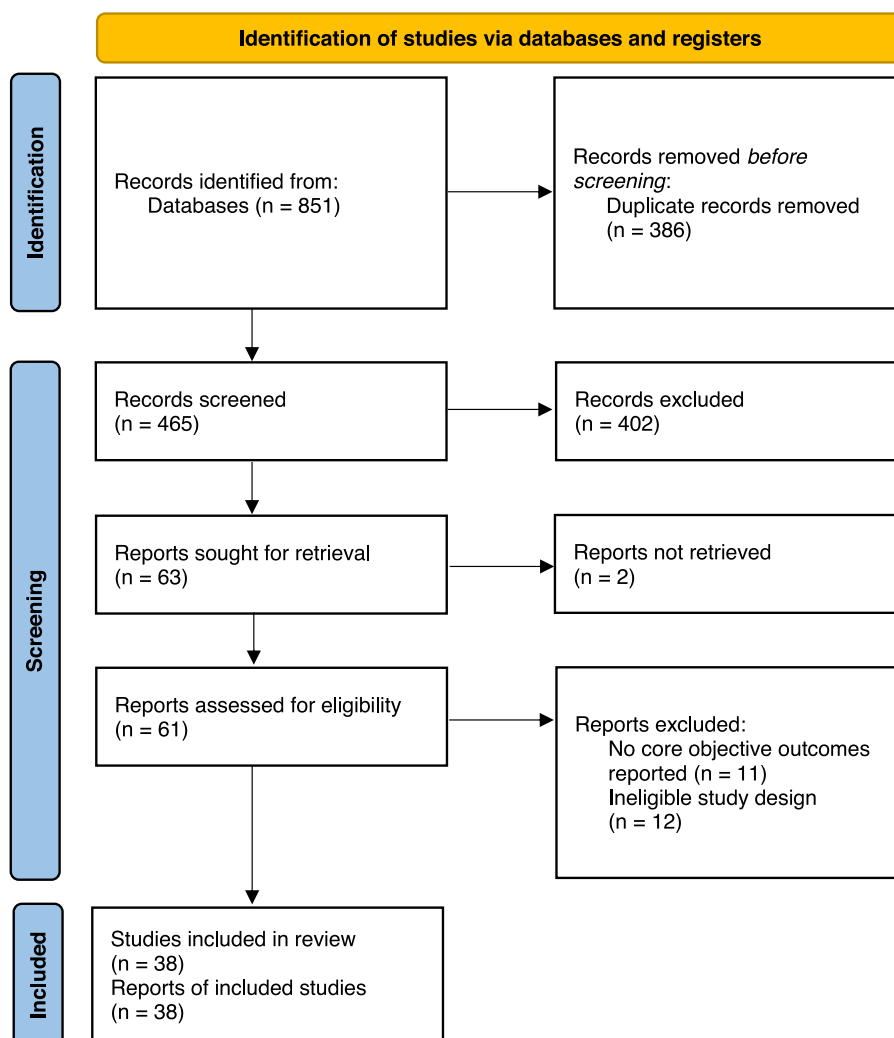 Identification of studies via databases and registers
Identification
Records identified from:
Databases (n = 851)
Records removed before
screening:
Duplicate records removed
(n = 386)
Screening
Records screened
(n = 465)
Records excluded
(n = 402)
Reports sought for retrieval
(n = 63)
Reports not retrieved
(n = 2)
Reports assessed for eligibility
(n = 61)
Reports excluded:
No core objective outcomes
reported (n = 11)
Ineligible study design
(n = 12)
Included
Studies included in review
(n = 38)
Reports of included studies
(n = 38)